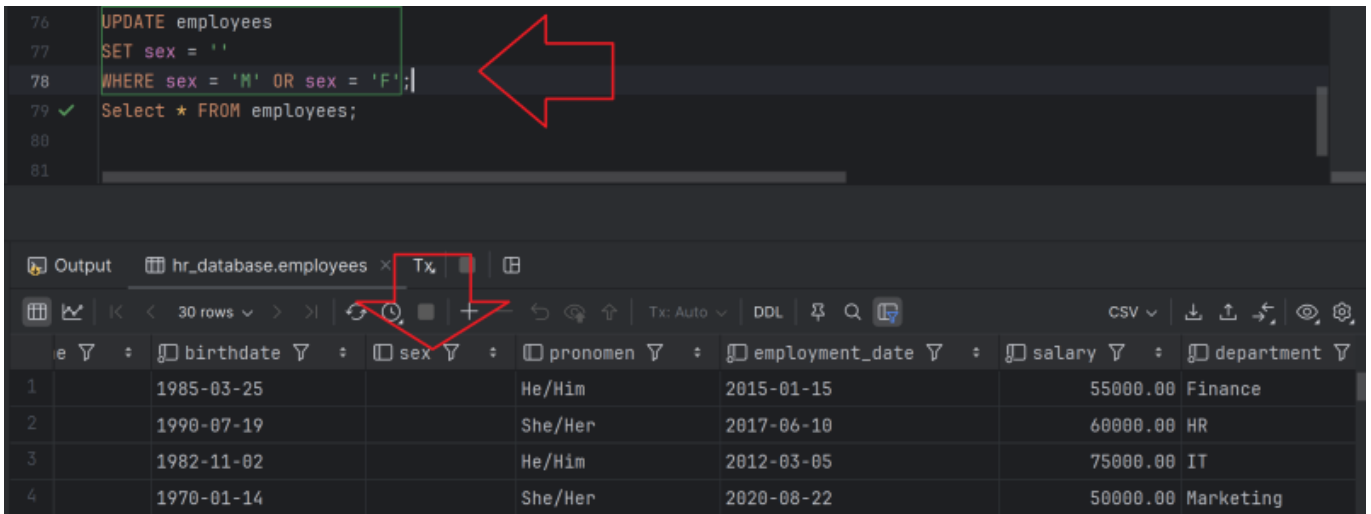 76 UPDATE employees
77 SET sex = ''
78 WHERE sex = 'M' OR sex = 'F';
79 Select * FROM employees;
80
81
Output hr_database.employees × Tx
30 rows Tx: Auto DDL CSV
e birthdate sex pronomen employment_date salary department
1 1985-03-25 He/Him 2015-01-15 55000.00 Finance
2 1990-07-19 She/Her 2017-06-10 60000.00 HR
3 1982-11-02 He/Him 2012-03-05 75000.00 IT
4 1970-01-14 She/Her 2020-08-22 50000.00 Marketing